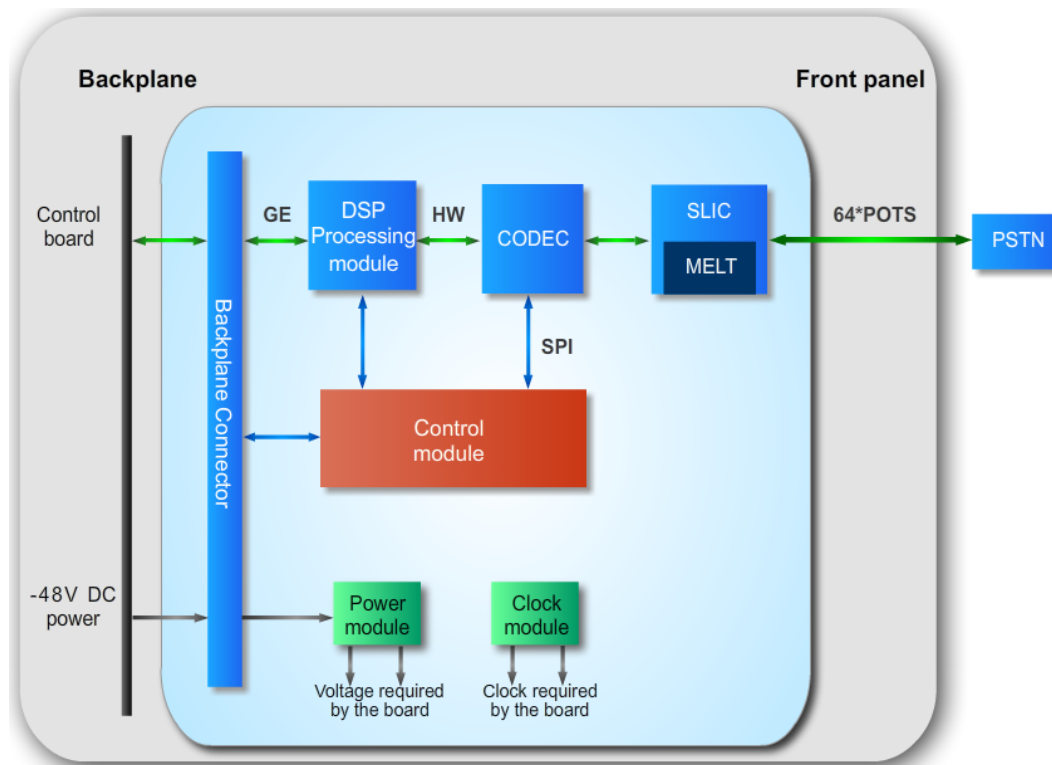 Backplane
Front panel
Control
board
GE
DSP
Processing
module
HW
CODEC
SLIC
MELT
64*POTS
PSTN
SPI
Backplane Connector
Control
module
-48V DC
power
Power
module
Clock
module
Voltage required
by the board
Clock required
by the board